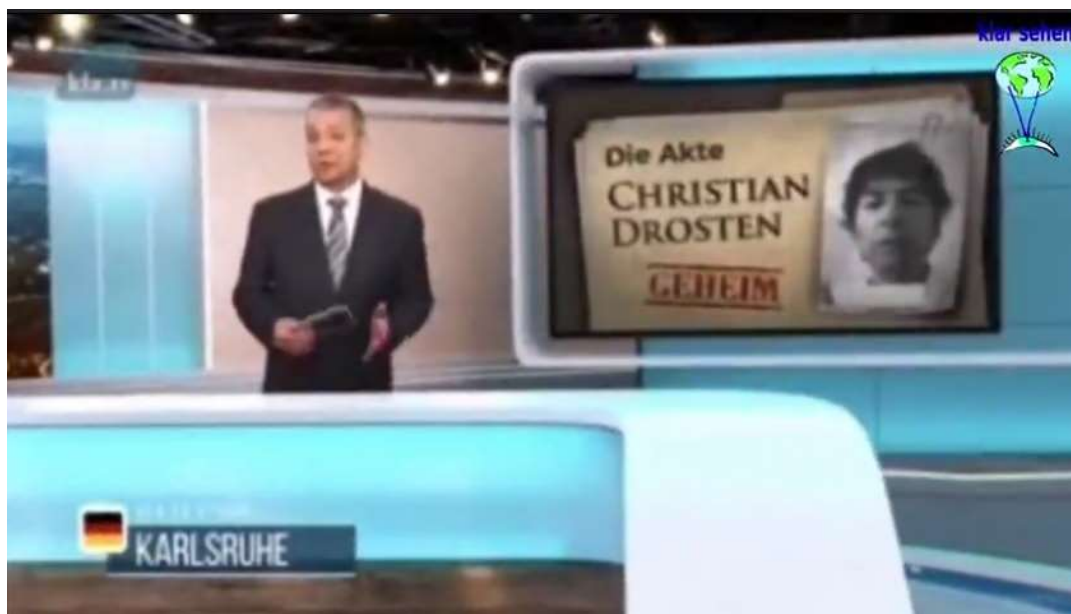 klar sehen
kla.tv
Die Akte
CHRISTIAN
DROSTEN
GEHEIM
KARLSRUHE